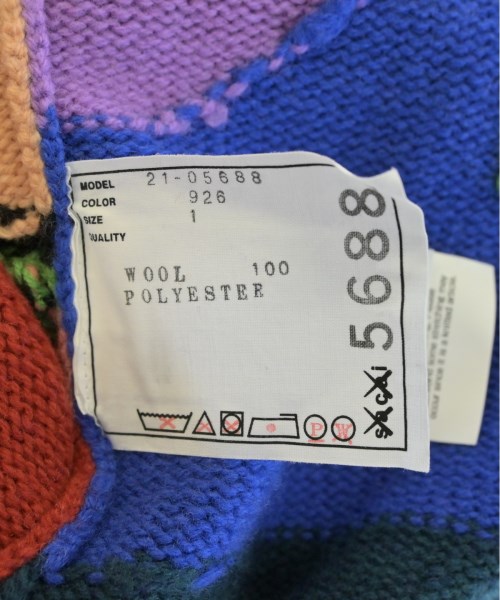 MODEL 21-05688
COLOR 926
SIZE 1
QUALITY
WOOL 100
POLYESTER
5688
sacai
P W